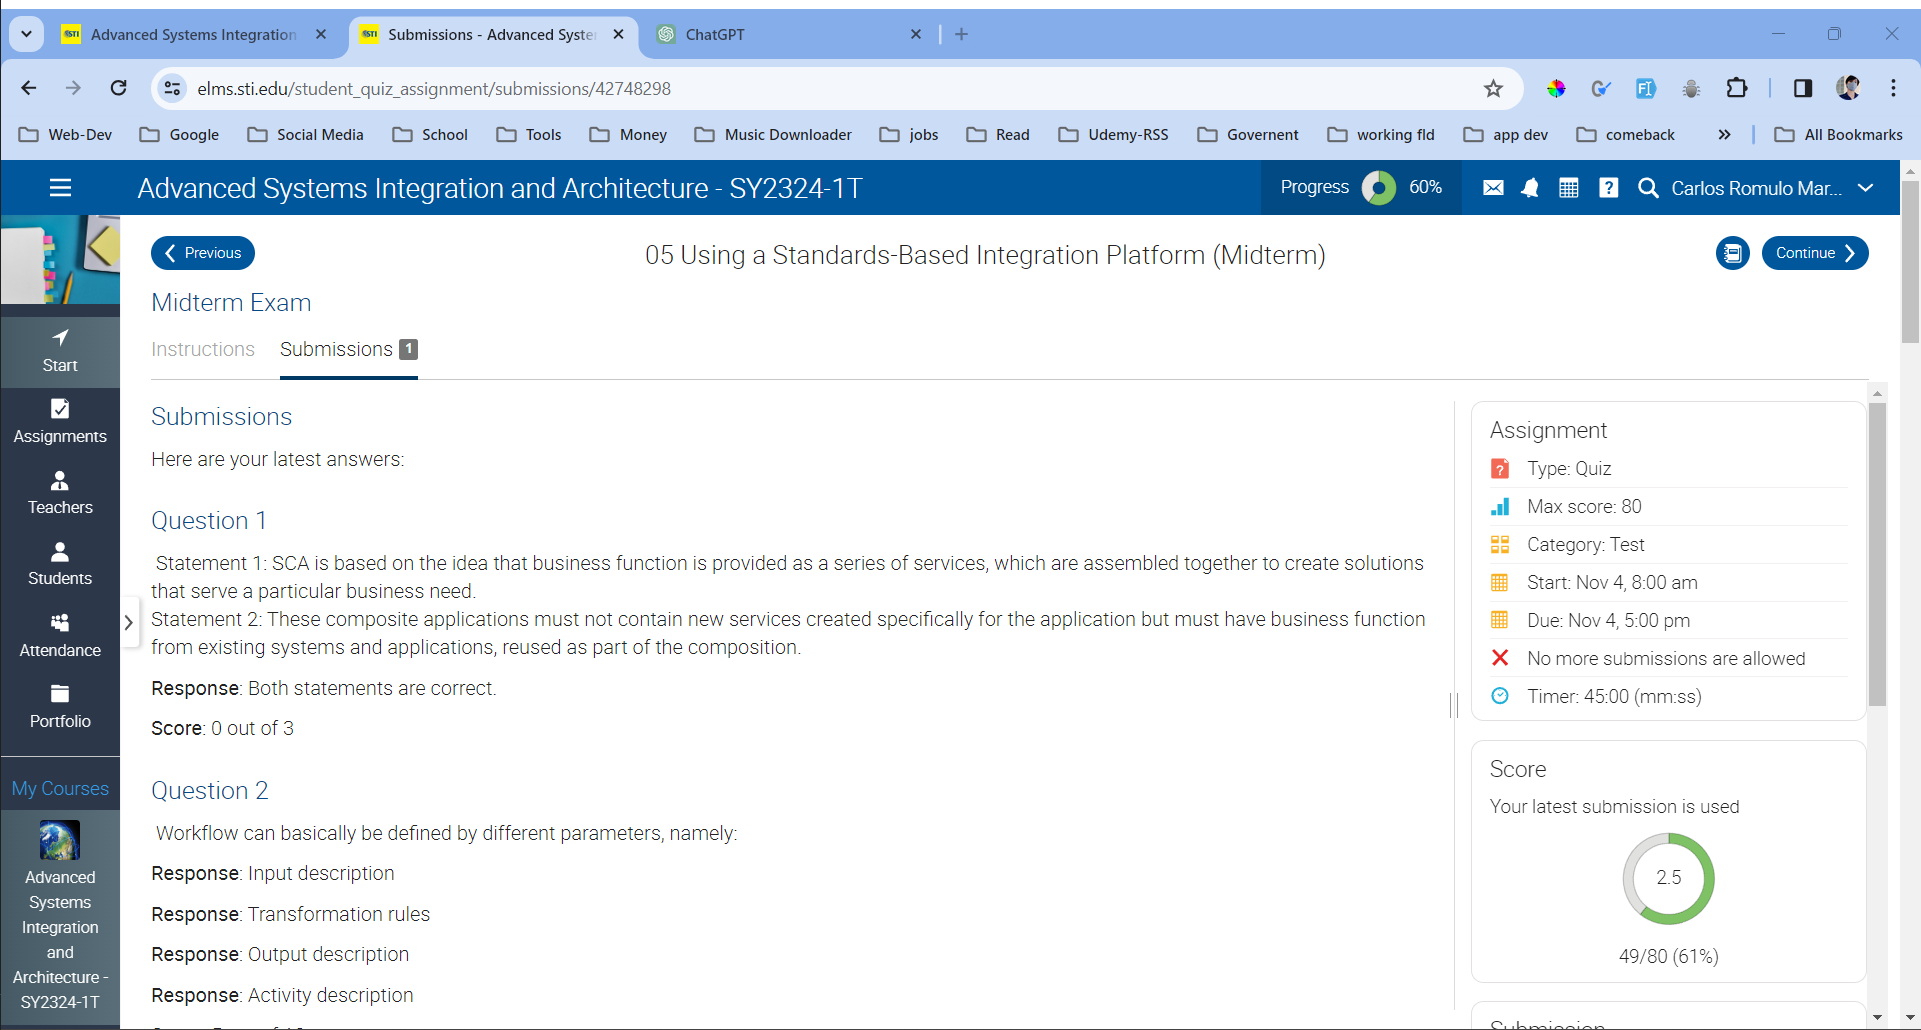 Advanced Systems Integration
Submissions - Advanced Syste
ChatGPT
elms.sti.edu/student_quiz_assignment/submissions/42748298
Web-Dev
Google
Social Media
School
Tools
Money
Music Downloader
jobs
Read
Udemy-RSS
Governent
working fld
app dev
comeback
All Bookmarks
Advanced Systems Integration and Architecture - SY2324-1T
Progress
60%
Carlos Romulo Mar...
Previous
05 Using a Standards-Based Integration Platform (Midterm)
Continue
Midterm Exam
Instructions
Submissions 1
Start
Assignments
Teachers
Students
Attendance
Portfolio
My Courses
Advanced
Systems
Integration
and
Architecture -
SY2324-1T
Submissions
Here are your latest answers:
Question 1
Statement 1: SCA is based on the idea that business function is provided as a series of services, which are assembled together to create solutions
that serve a particular business need.
Statement 2: These composite applications must not contain new services created specifically for the application but must have business function
from existing systems and applications, reused as part of the composition.
Response: Both statements are correct.
Score: 0 out of 3
Question 2
Workflow can basically be defined by different parameters, namely:
Response: Input description
Response: Transformation rules
Response: Output description
Response: Activity description
Assignment
Type: Quiz
Max score: 80
Category: Test
Start: Nov 4, 8:00 am
Due: Nov 4, 5:00 pm
No more submissions are allowed
Timer: 45:00 (mm:ss)
Score
Your latest submission is used
2.5
49/80 (61%)
Submission